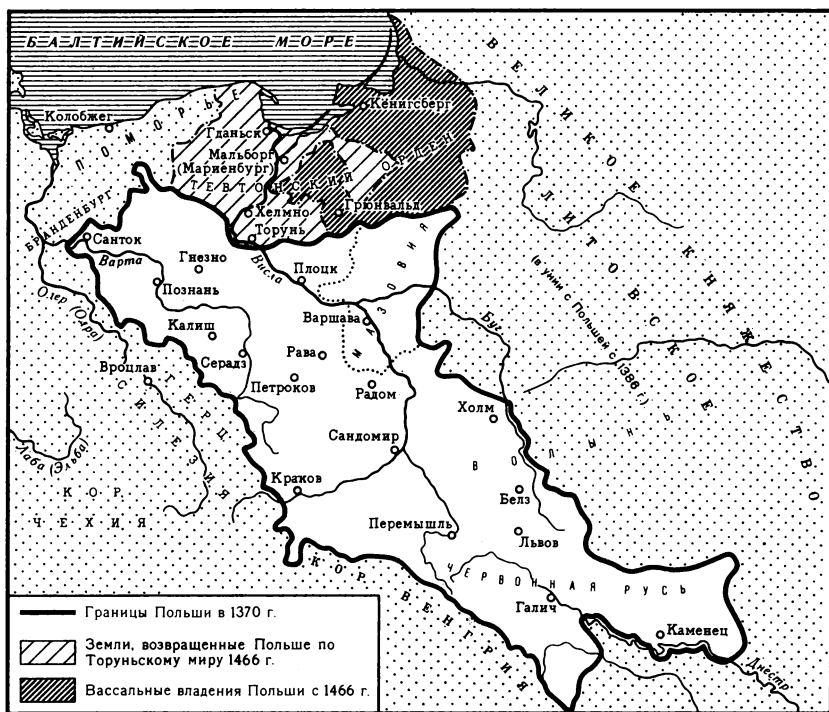 БАЛТИЙСКОЕ МОРЕ
ВЕЛИКОЕ
ЛИТОВСКОЕ
КНЯЖЕСТВО
(в унии с Польшей с 1386 г.)
Колобжег
ПОМОРЬЕ
Кёнигсберг
Гданьск
Мальборг
(Мариенбург)
ТЕВТОНСКИЙ ОРДЕН
БРАНДЕНБУРГ
Хелмно
Грюнвальд
Торунь
Санток
Варта
Гнезно
Висла
Плоцк
МАЗОВИЯ
Познань
Одер (Одра)
Варшава
Буг
Калиш
Серадз
Рава
Вроцлав
ГЕРЦ.
СИЛЕЗИЯ
Петроков
Радом
Холм
ВОЛЫНЬ
Сандомир
Лаба (Эльба)
КОР.
ЧЕХИЯ
Краков
Белз
Перемышль
Львов
ЧЕРВОННАЯ РУСЬ
КОР. ВЕНГРИЯ
Галич
Каменец
Днестр
Границы Польши в 1370 г.
Земли, возвращенные Польше по
Торуньскому миру 1466 г.
Вассальные владения Польши с 1466 г.